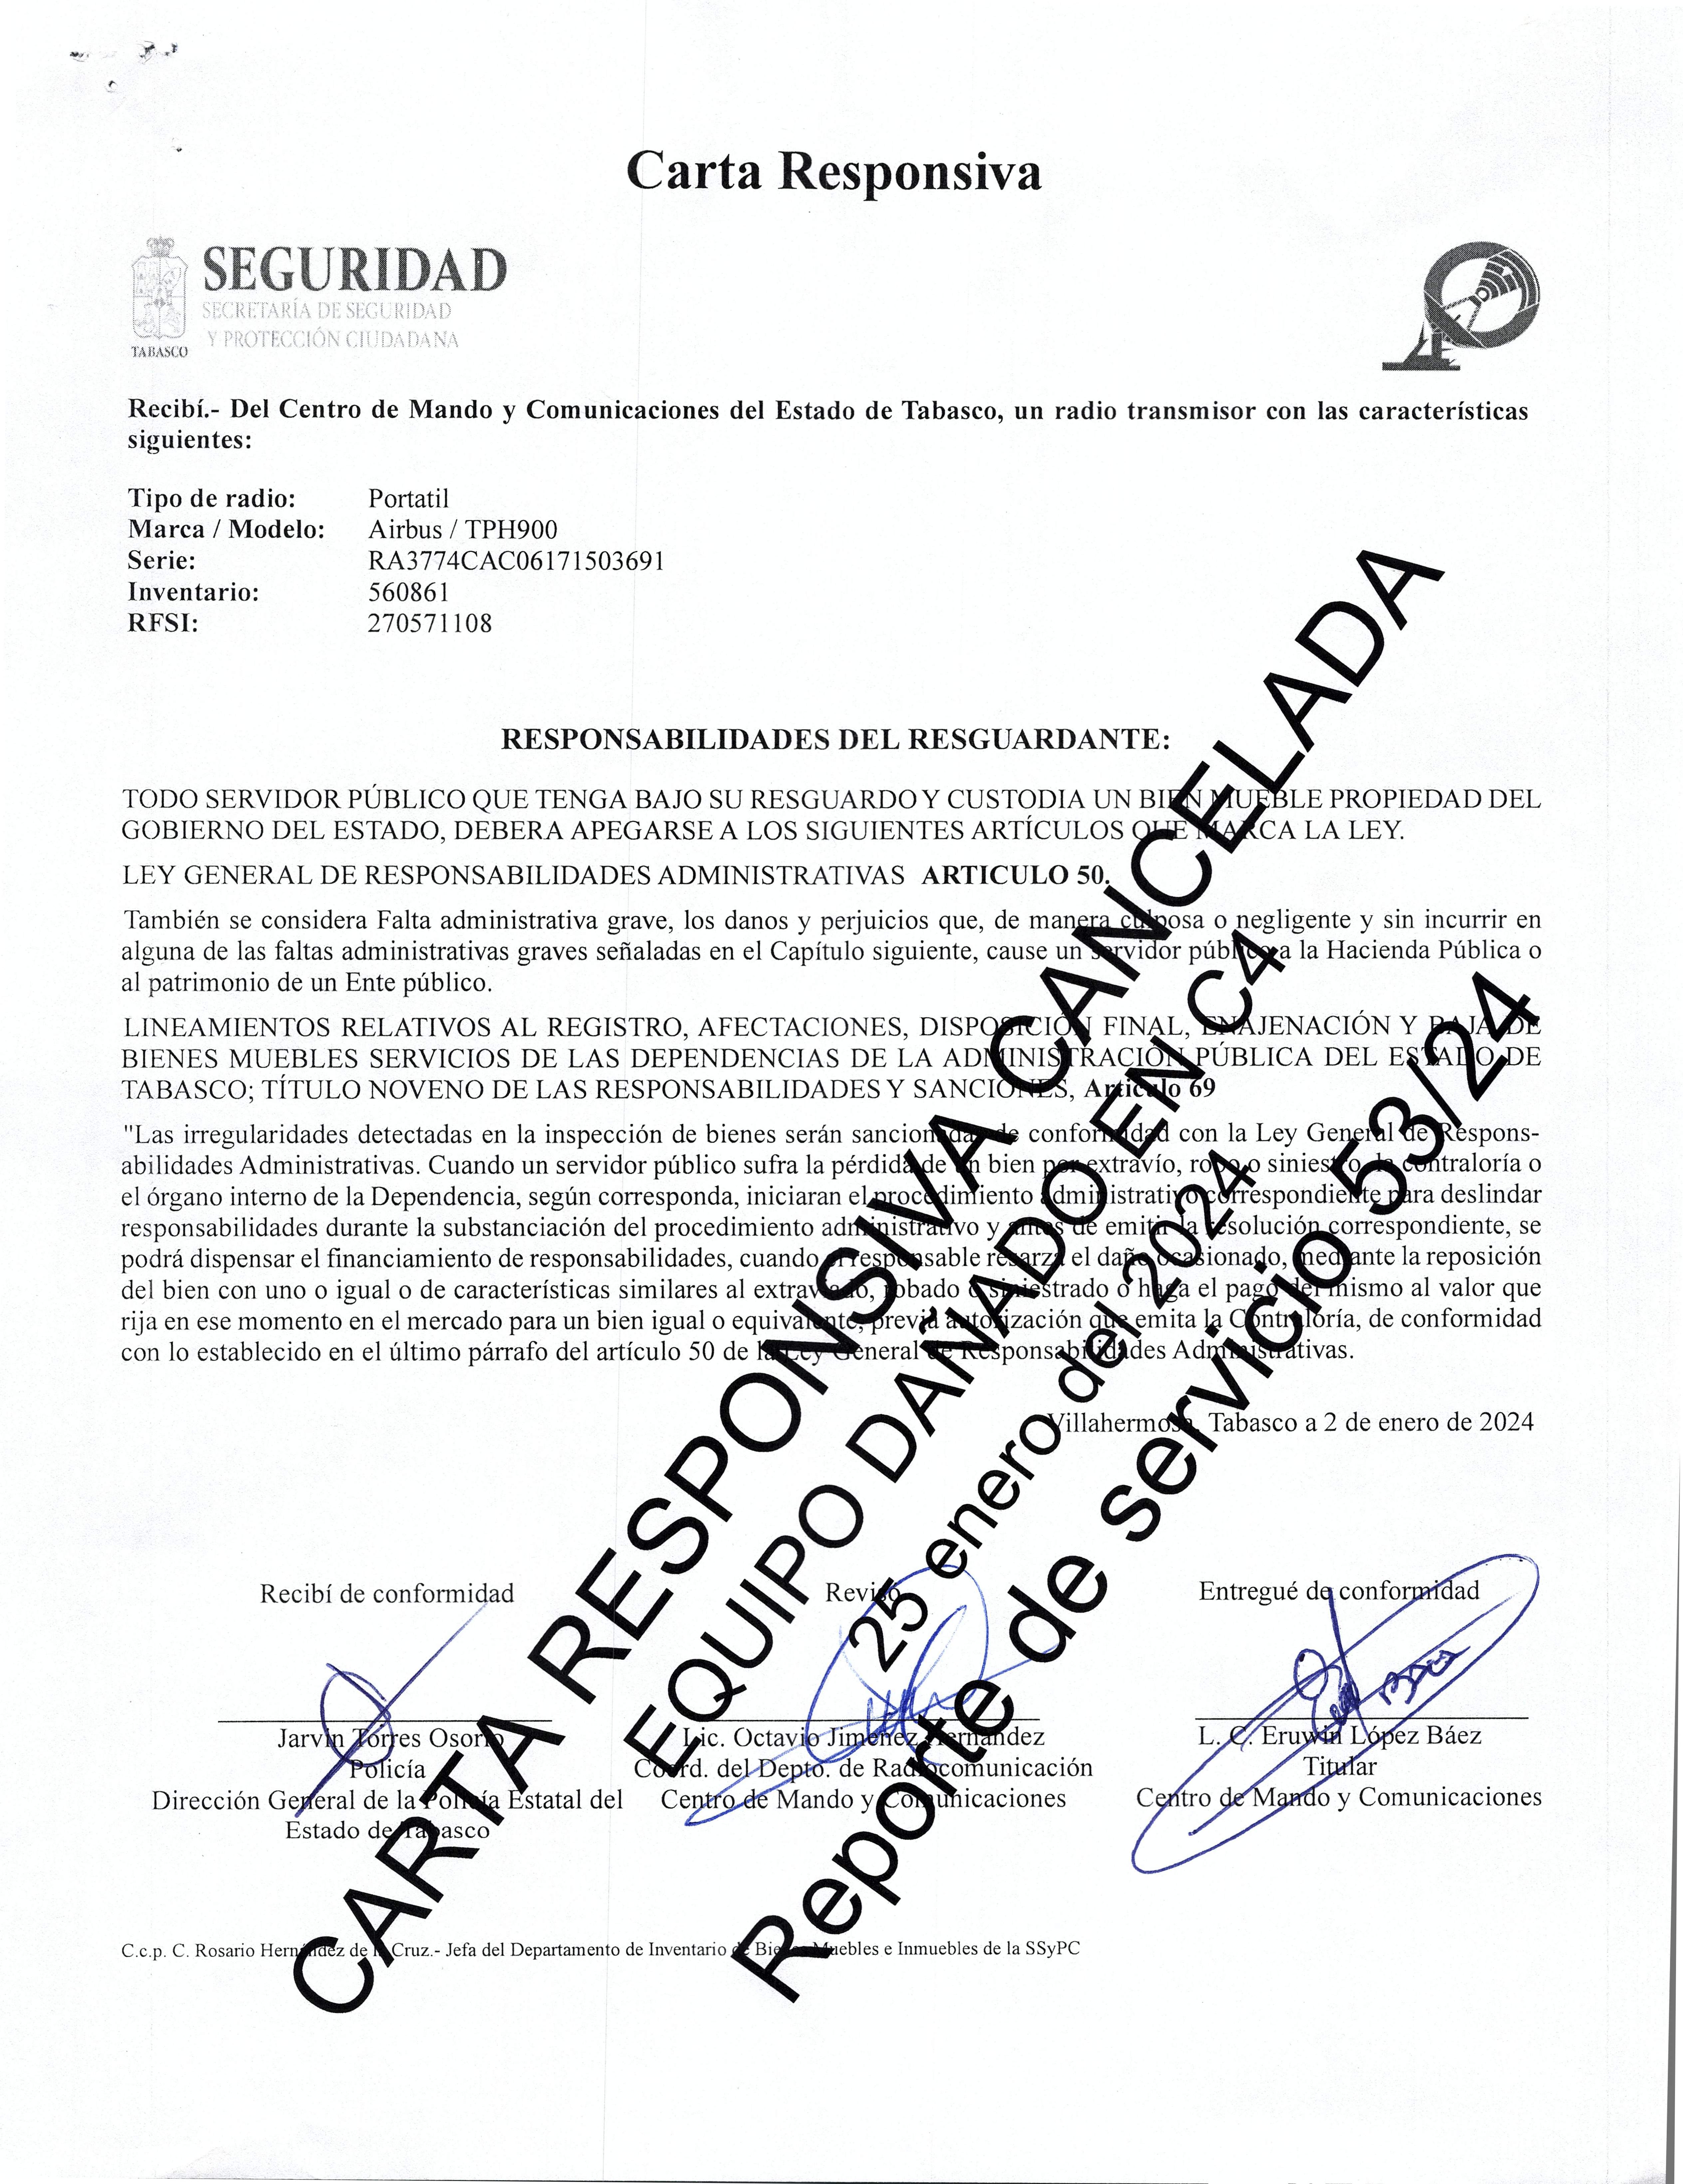 Carta Responsiva
SEGURIDAD
SECRETARÍA DE SEGURIDAD
Y PROTECCIÓN CIUDADANA
TABASCO
Recibí.- Del Centro de Mando y Comunicaciones del Estado de Tabasco, un radio transmisor con las características
siguientes:
Tipo de radio: Portatil
Marca / Modelo: Airbus / TPH900
Serie: RA3774CAC06171503691
Inventario: 560861
RFSI: 270571108
RESPONSABILIDADES DEL RESGUARDANTE:
TODO SERVIDOR PÚBLICO QUE TENGA BAJO SU RESGUARDO Y CUSTODIA UN BIEN MUEBLE PROPIEDAD DEL
GOBIERNO DEL ESTADO, DEBERA APEGARSE A LOS SIGUIENTES ARTÍCULOS QUE MARCA LA LEY.
LEY GENERAL DE RESPONSABILIDADES ADMINISTRATIVAS ARTICULO 50.
También se considera Falta administrativa grave, los danos y perjuicios que, de manera culposa o negligente y sin incurrir en
alguna de las faltas administrativas graves señaladas en el Capítulo siguiente, cause un servidor público a la Hacienda Pública o
al patrimonio de un Ente público.
LINEAMIENTOS RELATIVOS AL REGISTRO, AFECTACIONES, DISPOSICIÓN FINAL, ENAJENACIÓN Y BAJA DE
BIENES MUEBLES SERVICIOS DE LAS DEPENDENCIAS DE LA ADMINISTRACIÓN PÚBLICA DEL ESTADO DE
TABASCO; TÍTULO NOVENO DE LAS RESPONSABILIDADES Y SANCIONES, Articulo 69
"Las irregularidades detectadas en la inspección de bienes serán sancionadas de conformidad con la Ley General de Respons-
abilidades Administrativas. Cuando un servidor público sufra la pérdida de un bien por extravío, robo o siniestro, la contraloría o
el órgano interno de la Dependencia, según corresponda, iniciaran el procedimiento administrativo correspondiente para deslindar
responsabilidades durante la substanciación del procedimiento administrativo y antes de emitir la resolución correspondiente, se
podrá dispensar el financiamiento de responsabilidades, cuando el responsable resarza el daño ocasionado, mediante la reposición
del bien con uno o igual o de características similares al extraviado, robado o siniestrado o haga el pago del mismo al valor que
rija en ese momento en el mercado para un bien igual o equivalente, previa autorización que emita la Contraloría, de conformidad
con lo establecido en el último párrafo del artículo 50 de la Ley General de Responsabilidades Administrativas.
Villahermosa, Tabasco a 2 de enero de 2024
CARTA RESPONSIVA CANCELADA
EQUIPO DAÑADO EN C4
25 enero del 2024
Reporte de servicio 53/24
Recibí de conformidad
Jarvin Torres Osorio
Policía
Dirección General de la Policía Estatal del
Estado de Tabasco
Revisó
Lic. Octavio Jimenez Hernández
Coord. del Depto. de Radiocomunicación
Centro de Mando y Comunicaciones
Entregué de conformidad
L. C. Eruwin López Báez
Titular
Centro de Mando y Comunicaciones
C.c.p. C. Rosario Hernández de la Cruz.- Jefa del Departamento de Inventario de Bienes Muebles e Inmuebles de la SSyPC